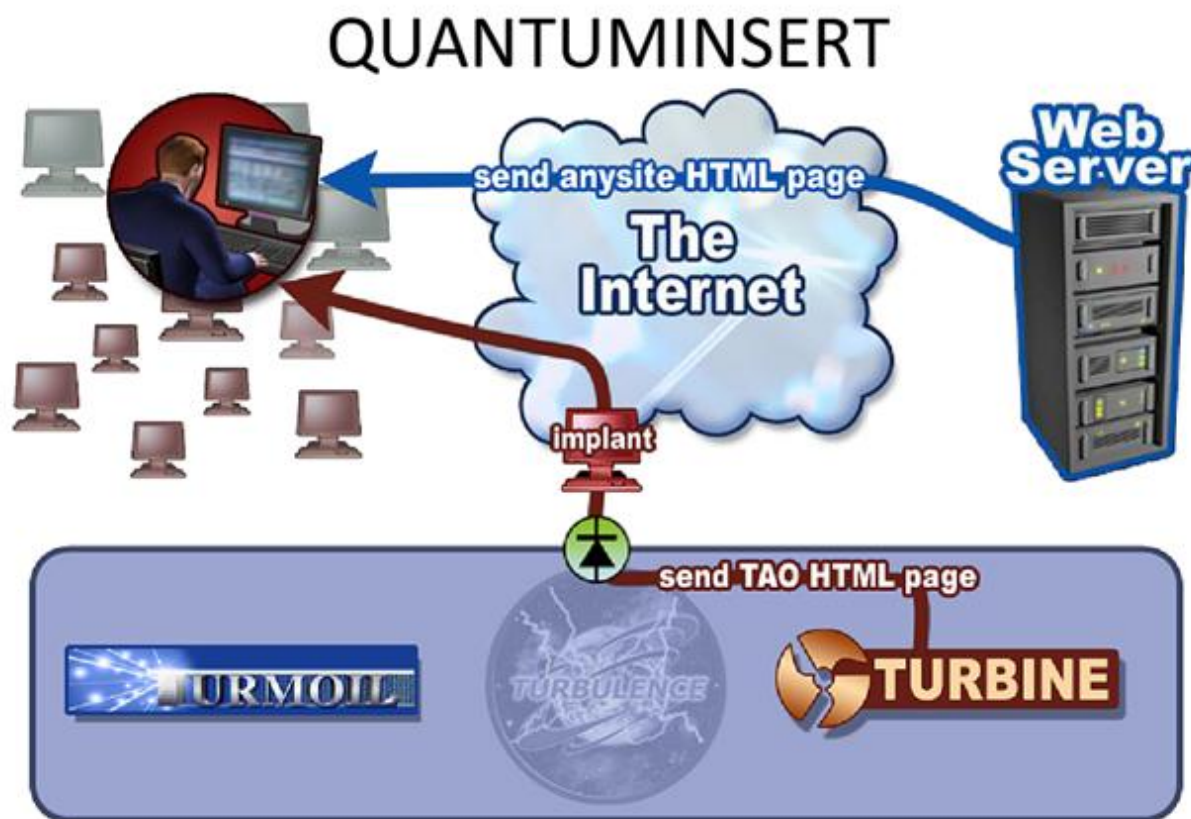 QUANTUMINSERT
Web
Server
send anysite HTML page
The
Internet
implant
send TAO HTML page
TURMOIL
TURBULENCE
TURBINE